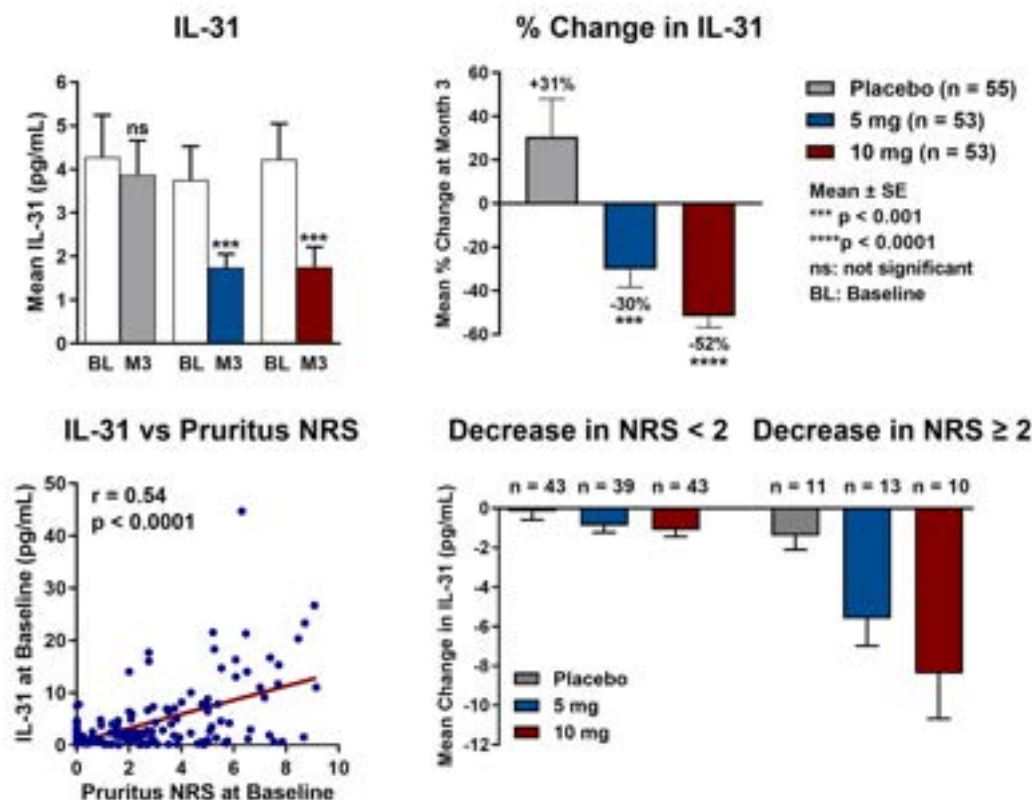 IL-31
Mean IL-31 (pg/mL)
6
5
4
3
2
1
0
ns
***
***
BL M3 BL M3 BL M3
% Change in IL-31
Mean % Change at Month 3
60
40
20
0
-20
-40
-60
+31%
-30%
***
-52%
****
Placebo (n = 55)
5 mg (n = 53)
10 mg (n = 53)
Mean ± SE
*** p < 0.001
****p < 0.0001
ns: not significant
BL: Baseline
IL-31 vs Pruritus NRS
IL-31 at Baseline (pg/mL)
50
40
30
20
10
0
r = 0.54
p < 0.0001
0 2 4 6 8 10
Pruritus NRS at Baseline
Decrease in NRS < 2 Decrease in NRS ≥ 2
Mean Change in IL-31 (pg/mL)
n = 43 n = 39 n = 43 n = 11 n = 13 n = 10
0
-2
-4
-6
-8
-10
-12
Placebo
5 mg
10 mg